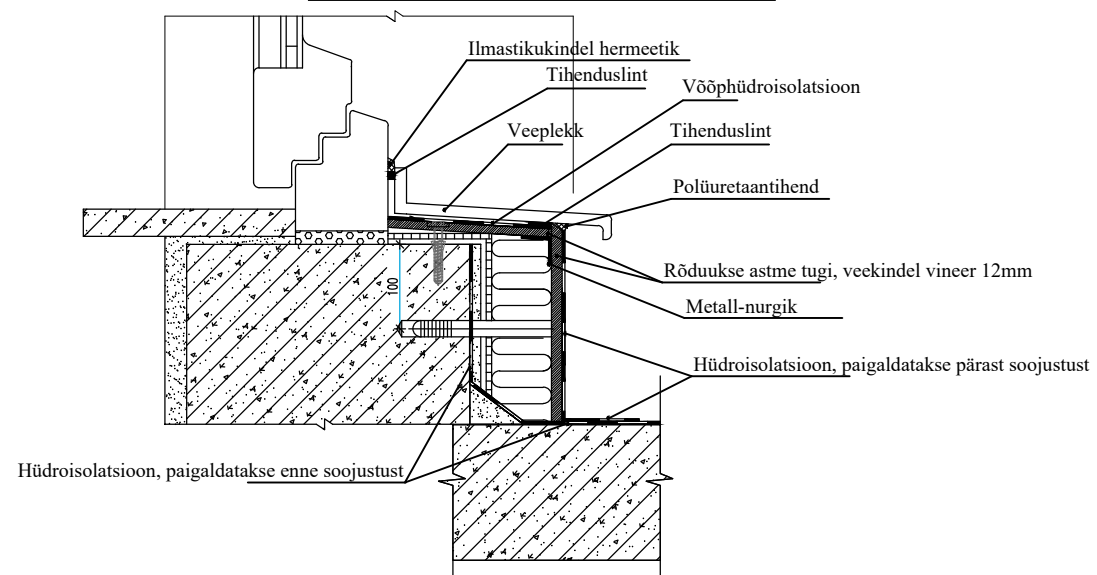 Ilmastikukindel hermeetik
Tihenduslint
Võõphüdroisolatsioon
Veeplekk
Tihenduslint
Polüuretaantihend
Rõduukse astme tugi, veekindel vineer 12mm
100
Metall-nurgik
Hüdroisolatsioon, paigaldatakse pärast soojustust
Hüdroisolatsioon, paigaldatakse enne soojustust